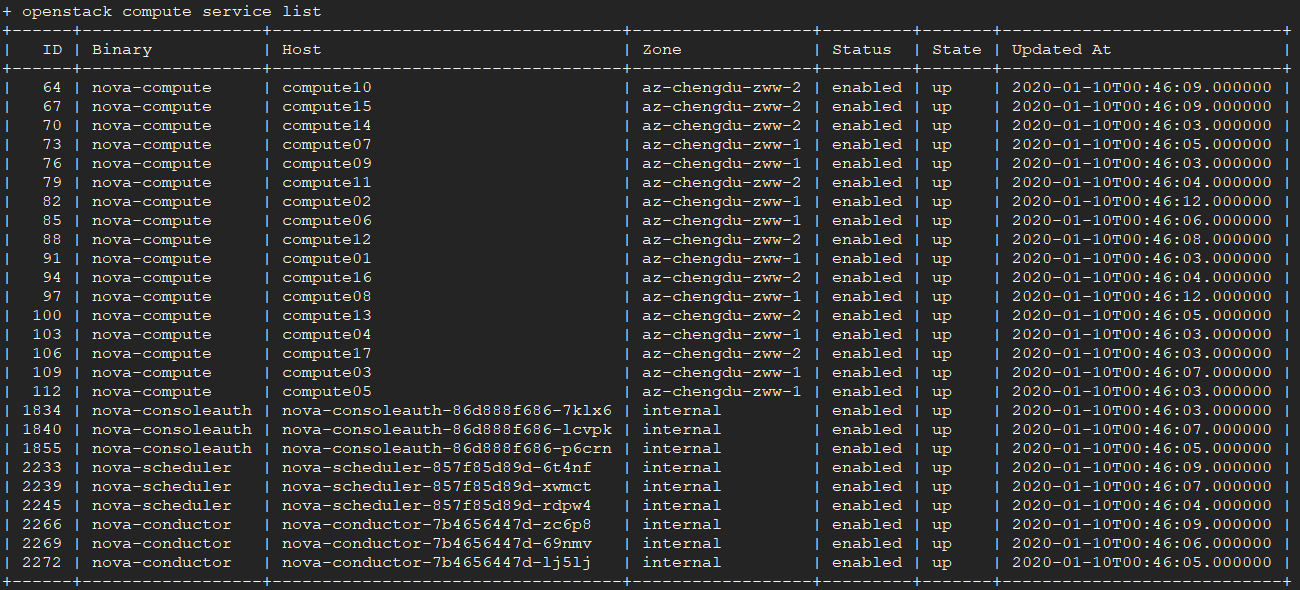 + openstack compute service list
+------+------------------+-----------------------------------+------------------+---------+-------+----------------------------+
|   ID | Binary           | Host                              | Zone             | Status  | State | Updated At                 |
+------+------------------+-----------------------------------+------------------+---------+-------+----------------------------+
|   64 | nova-compute     | compute10                         | az-chengdu-zww-2 | enabled | up    | 2020-01-10T00:46:09.000000 |
|   67 | nova-compute     | compute15                         | az-chengdu-zww-2 | enabled | up    | 2020-01-10T00:46:09.000000 |
|   70 | nova-compute     | compute14                         | az-chengdu-zww-2 | enabled | up    | 2020-01-10T00:46:03.000000 |
|   73 | nova-compute     | compute07                         | az-chengdu-zww-1 | enabled | up    | 2020-01-10T00:46:05.000000 |
|   76 | nova-compute     | compute09                         | az-chengdu-zww-1 | enabled | up    | 2020-01-10T00:46:03.000000 |
|   79 | nova-compute     | compute11                         | az-chengdu-zww-2 | enabled | up    | 2020-01-10T00:46:04.000000 |
|   82 | nova-compute     | compute02                         | az-chengdu-zww-1 | enabled | up    | 2020-01-10T00:46:12.000000 |
|   85 | nova-compute     | compute06                         | az-chengdu-zww-1 | enabled | up    | 2020-01-10T00:46:06.000000 |
|   88 | nova-compute     | compute12                         | az-chengdu-zww-2 | enabled | up    | 2020-01-10T00:46:08.000000 |
|   91 | nova-compute     | compute01                         | az-chengdu-zww-1 | enabled | up    | 2020-01-10T00:46:03.000000 |
|   94 | nova-compute     | compute16                         | az-chengdu-zww-2 | enabled | up    | 2020-01-10T00:46:04.000000 |
|   97 | nova-compute     | compute08                         | az-chengdu-zww-1 | enabled | up    | 2020-01-10T00:46:12.000000 |
|  100 | nova-compute     | compute13                         | az-chengdu-zww-2 | enabled | up    | 2020-01-10T00:46:05.000000 |
|  103 | nova-compute     | compute04                         | az-chengdu-zww-1 | enabled | up    | 2020-01-10T00:46:03.000000 |
|  106 | nova-compute     | compute17                         | az-chengdu-zww-2 | enabled | up    | 2020-01-10T00:46:03.000000 |
|  109 | nova-compute     | compute03                         | az-chengdu-zww-1 | enabled | up    | 2020-01-10T00:46:07.000000 |
|  112 | nova-compute     | compute05                         | az-chengdu-zww-1 | enabled | up    | 2020-01-10T00:46:03.000000 |
| 1834 | nova-consoleauth | nova-consoleauth-86d888f686-7klx6 | internal         | enabled | up    | 2020-01-10T00:46:03.000000 |
| 1840 | nova-consoleauth | nova-consoleauth-86d888f686-lcvpk | internal         | enabled | up    | 2020-01-10T00:46:07.000000 |
| 1855 | nova-consoleauth | nova-consoleauth-86d888f686-p6crn | internal         | enabled | up    | 2020-01-10T00:46:05.000000 |
| 2233 | nova-scheduler   | nova-scheduler-857f85d89d-6t4nf   | internal         | enabled | up    | 2020-01-10T00:46:09.000000 |
| 2239 | nova-scheduler   | nova-scheduler-857f85d89d-xwmct   | internal         | enabled | up    | 2020-01-10T00:46:07.000000 |
| 2245 | nova-scheduler   | nova-scheduler-857f85d89d-rdpw4   | internal         | enabled | up    | 2020-01-10T00:46:04.000000 |
| 2266 | nova-conductor   | nova-conductor-7b4656447d-zc6p8   | internal         | enabled | up    | 2020-01-10T00:46:09.000000 |
| 2269 | nova-conductor   | nova-conductor-7b4656447d-69nmv   | internal         | enabled | up    | 2020-01-10T00:46:06.000000 |
| 2272 | nova-conductor   | nova-conductor-7b4656447d-lj5lj   | internal         | enabled | up    | 2020-01-10T00:46:05.000000 |
+------+------------------+-----------------------------------+------------------+---------+-------+----------------------------+